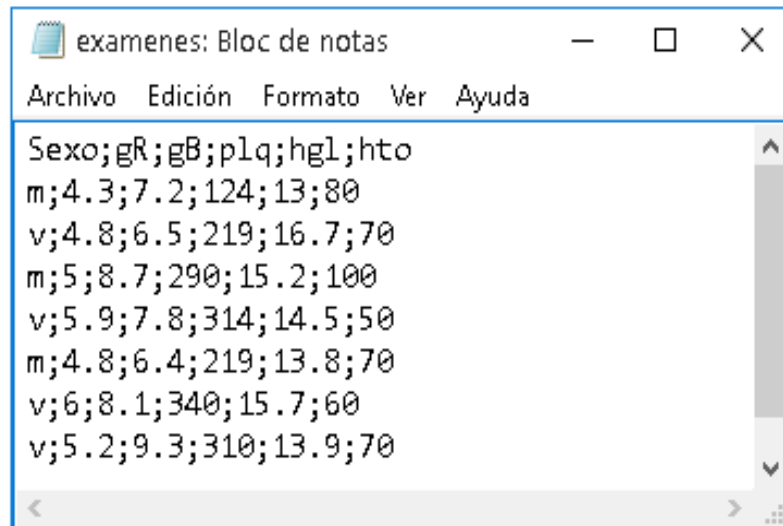 examenes: Bloc de notas
Archivo Edición Formato Ver Ayuda
Sexo;gR;gB;plq;hgl;hto
m;4.3;7.2;124;13;80
v;4.8;6.5;219;16.7;70
m;5;8.7;290;15.2;100
v;5.9;7.8;314;14.5;50
m;4.8;6.4;219;13.8;70
v;6;8.1;340;15.7;60
v;5.2;9.3;310;13.9;70